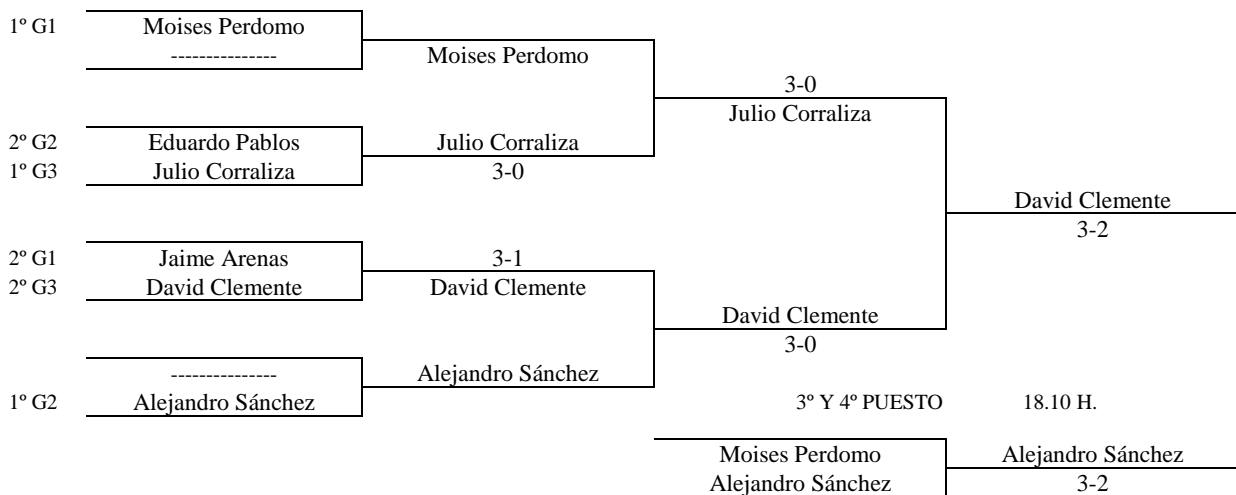 1º G1 Moises Perdomo
--------------- Moises Perdomo
3-0
Julio Corraliza
2º G2 Eduardo Pablos Julio Corraliza
1º G3 Julio Corraliza 3-0
David Clemente
3-2
2º G1 Jaime Arenas 3-1
2º G3 David Clemente David Clemente
David Clemente
3-0
--------------- Alejandro Sánchez
1º G2 Alejandro Sánchez 3º Y 4º PUESTO 18.10 H.
Moises Perdomo Alejandro Sánchez
Alejandro Sánchez 3-2